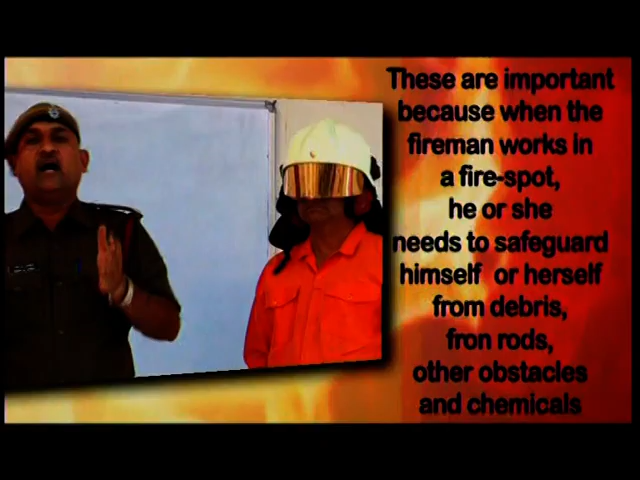 These are important
because when the
fireman works in
a fire-spot,
he or she
needs to safeguard
himself or herself
from debris,
fron rods,
other obstacles
and chemicals